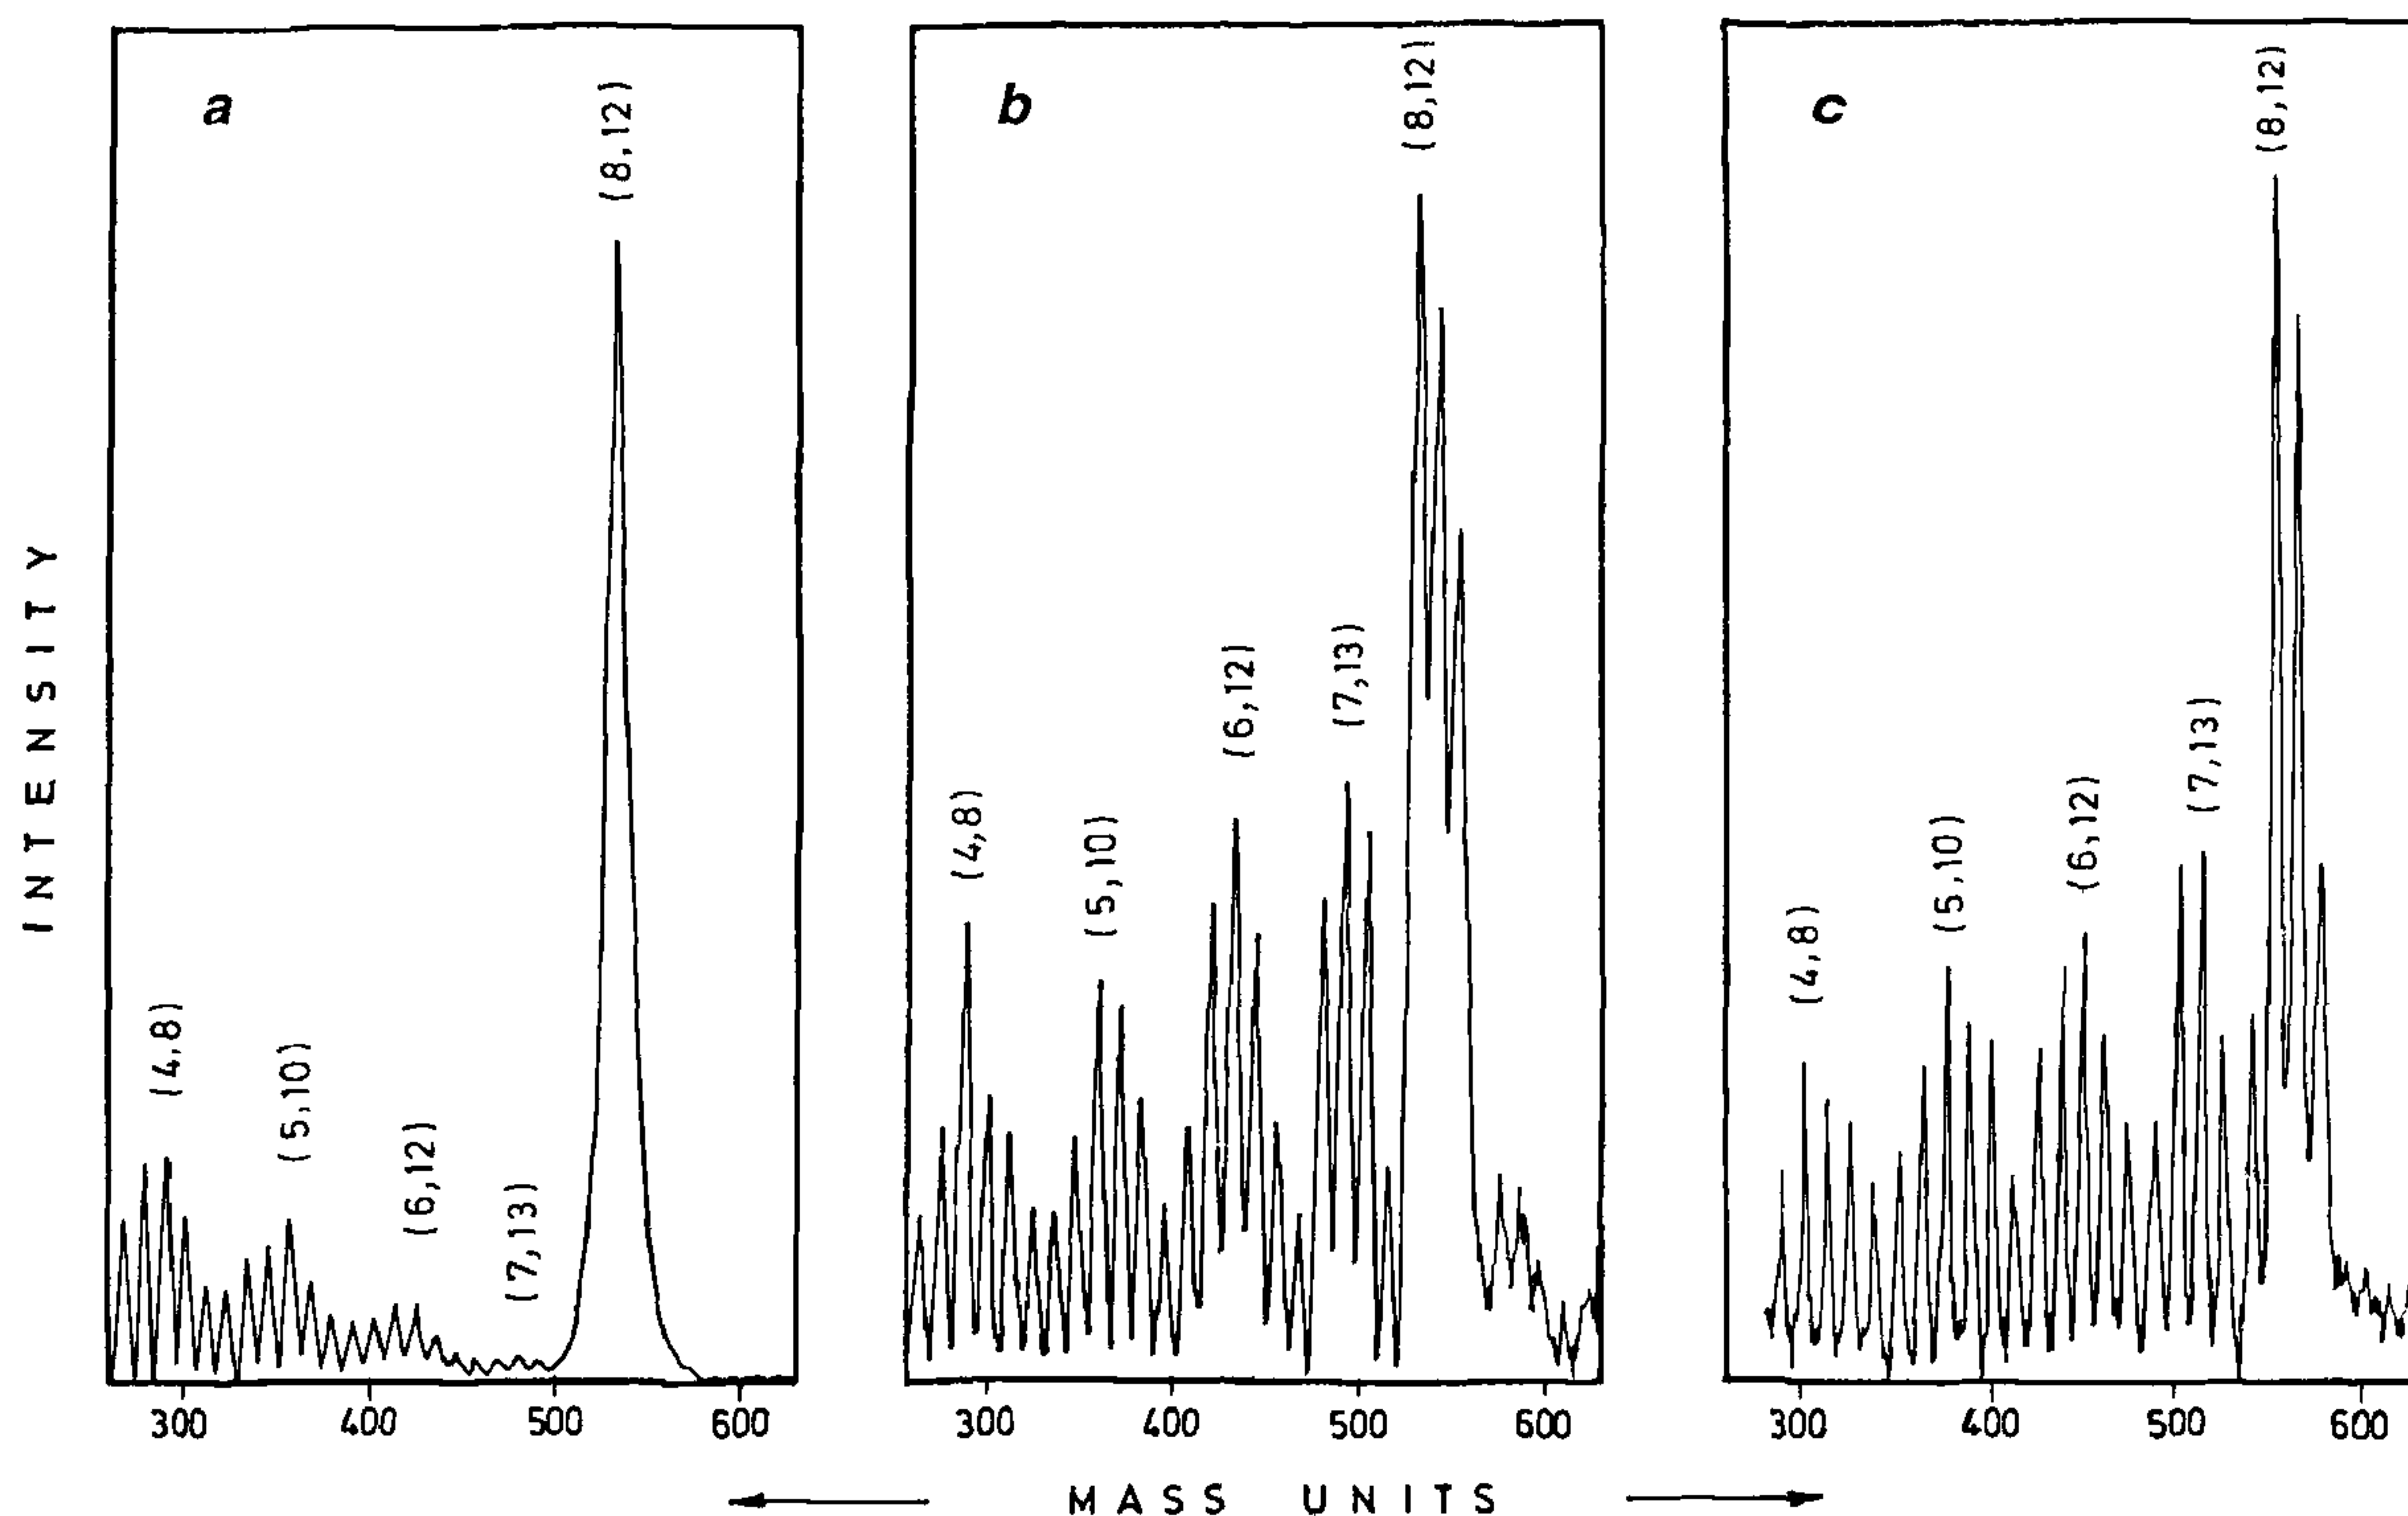 INTENSITY
a
(4,8)
(5,10)
(6,12)
(7,13)
(8,12)
300 400 500 600
b
(4,8)
(5,10)
(6,12)
(7,13)
(8,12)
300 400 500 600
c
(4,8)
(5,10)
(6,12)
(7,13)
(8,12)
300 400 500 600
MASS UNITS